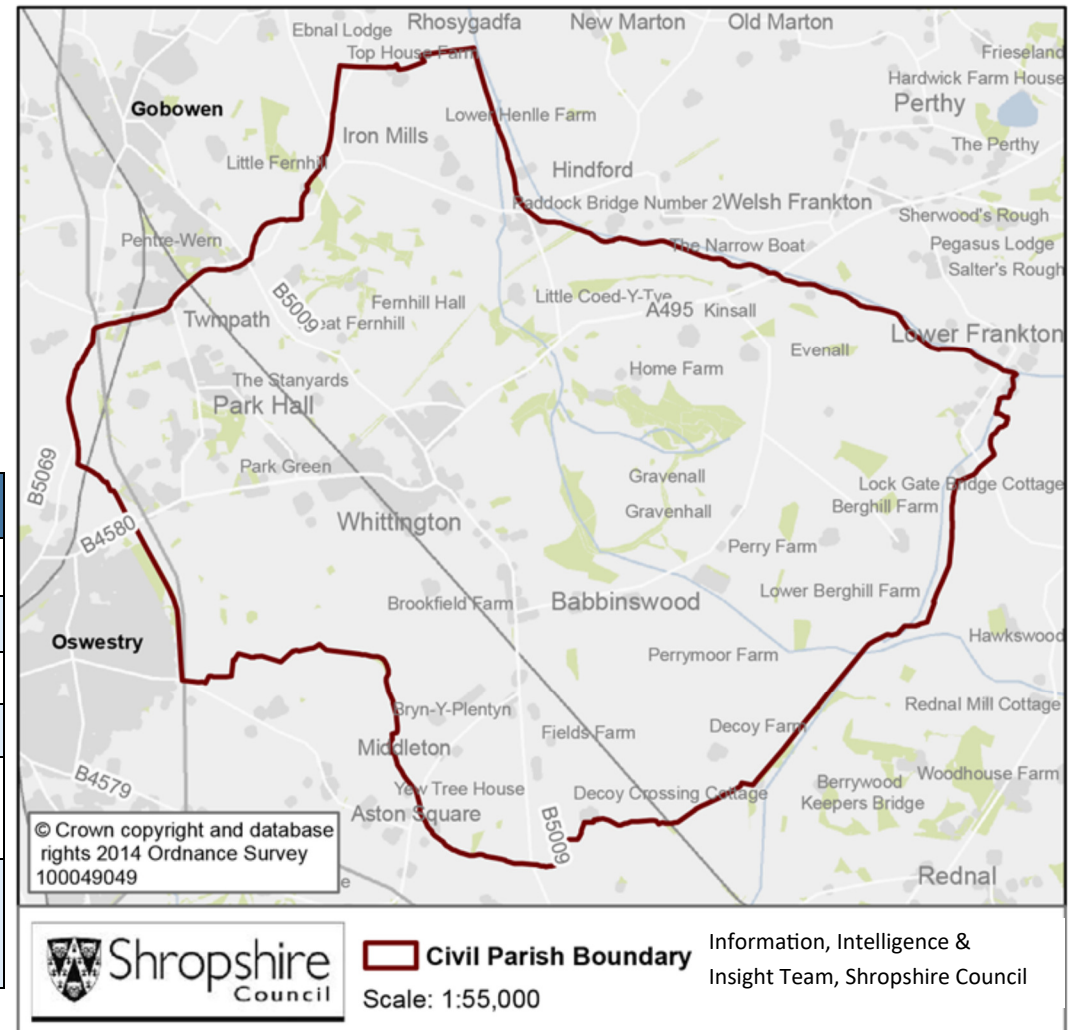 Rhosygadfa
New Marton
Old Marton
Ebnal Lodge
Top House Farm
Frieseland
Hardwick Farm House
Perthy
Gobowen
Lower Henlle Farm
Iron Mills
The Perthy
Little Fernhill
Hindford
Paddock Bridge Number 2
Welsh Frankton
Sherwood's Rough
Pentre-Wern
The Narrow Boat
Pegasus Lodge
Salter's Rough
B5009
Fernhill Hall
Little Coed-Y-
A495
Kinsall
Twmpath
eat Fernhill
Lower Frankton
Evenall
The Stanyards
Home Farm
Park Hall
B5069
Park Green
Gravenall
Lock Gate Bridge Cottage
Berghill Farm
Gravenhall
Whittington
B4580
Perry Farm
Brookfield Farm
Babbinswood
Lower Berghill Farm
Oswestry
Hawkswood
Perrymoor Farm
Bryn-Y-Plentyn
Rednal Mill Cottage
Middleton
Fields Farm
Decoy Farm
B4579
Yew Tree House
Decoy Crossing Cottage
Berrywood
Woodhouse Farm
Keepers Bridge
Aston Square
B5009
Rednal
© Crown copyright and database
rights 2014 Ordnance Survey
100049049
e
Shropshire
Council
Civil Parish Boundary
Scale: 1:55,000
Information, Intelligence &
Insight Team, Shropshire Council